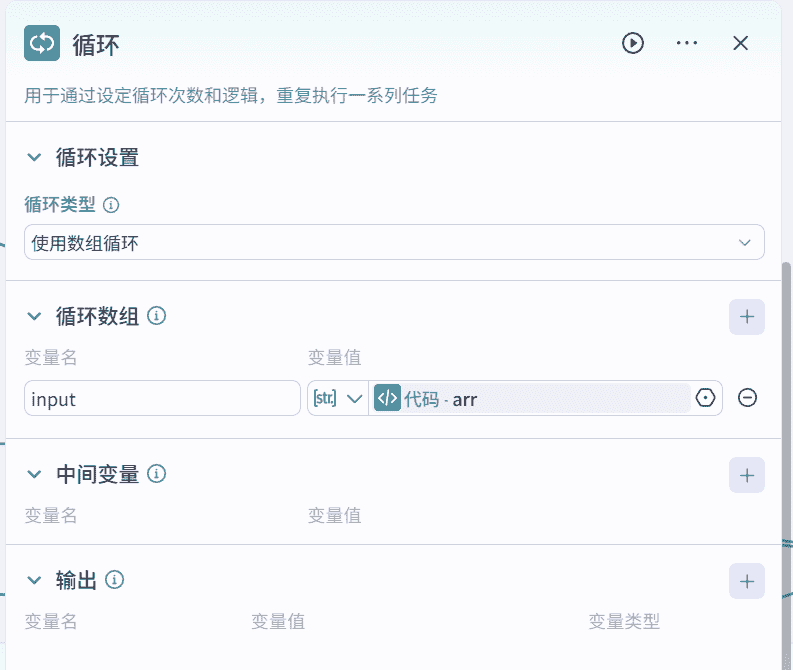 循环
用于通过设定循环次数和逻辑，重复执行一系列任务
循环设置
循环类型
使用数组循环
循环数组
变量名 变量值
input [str] </> 代码 - arr
中间变量
变量名 变量值
输出
变量名 变量值 变量类型